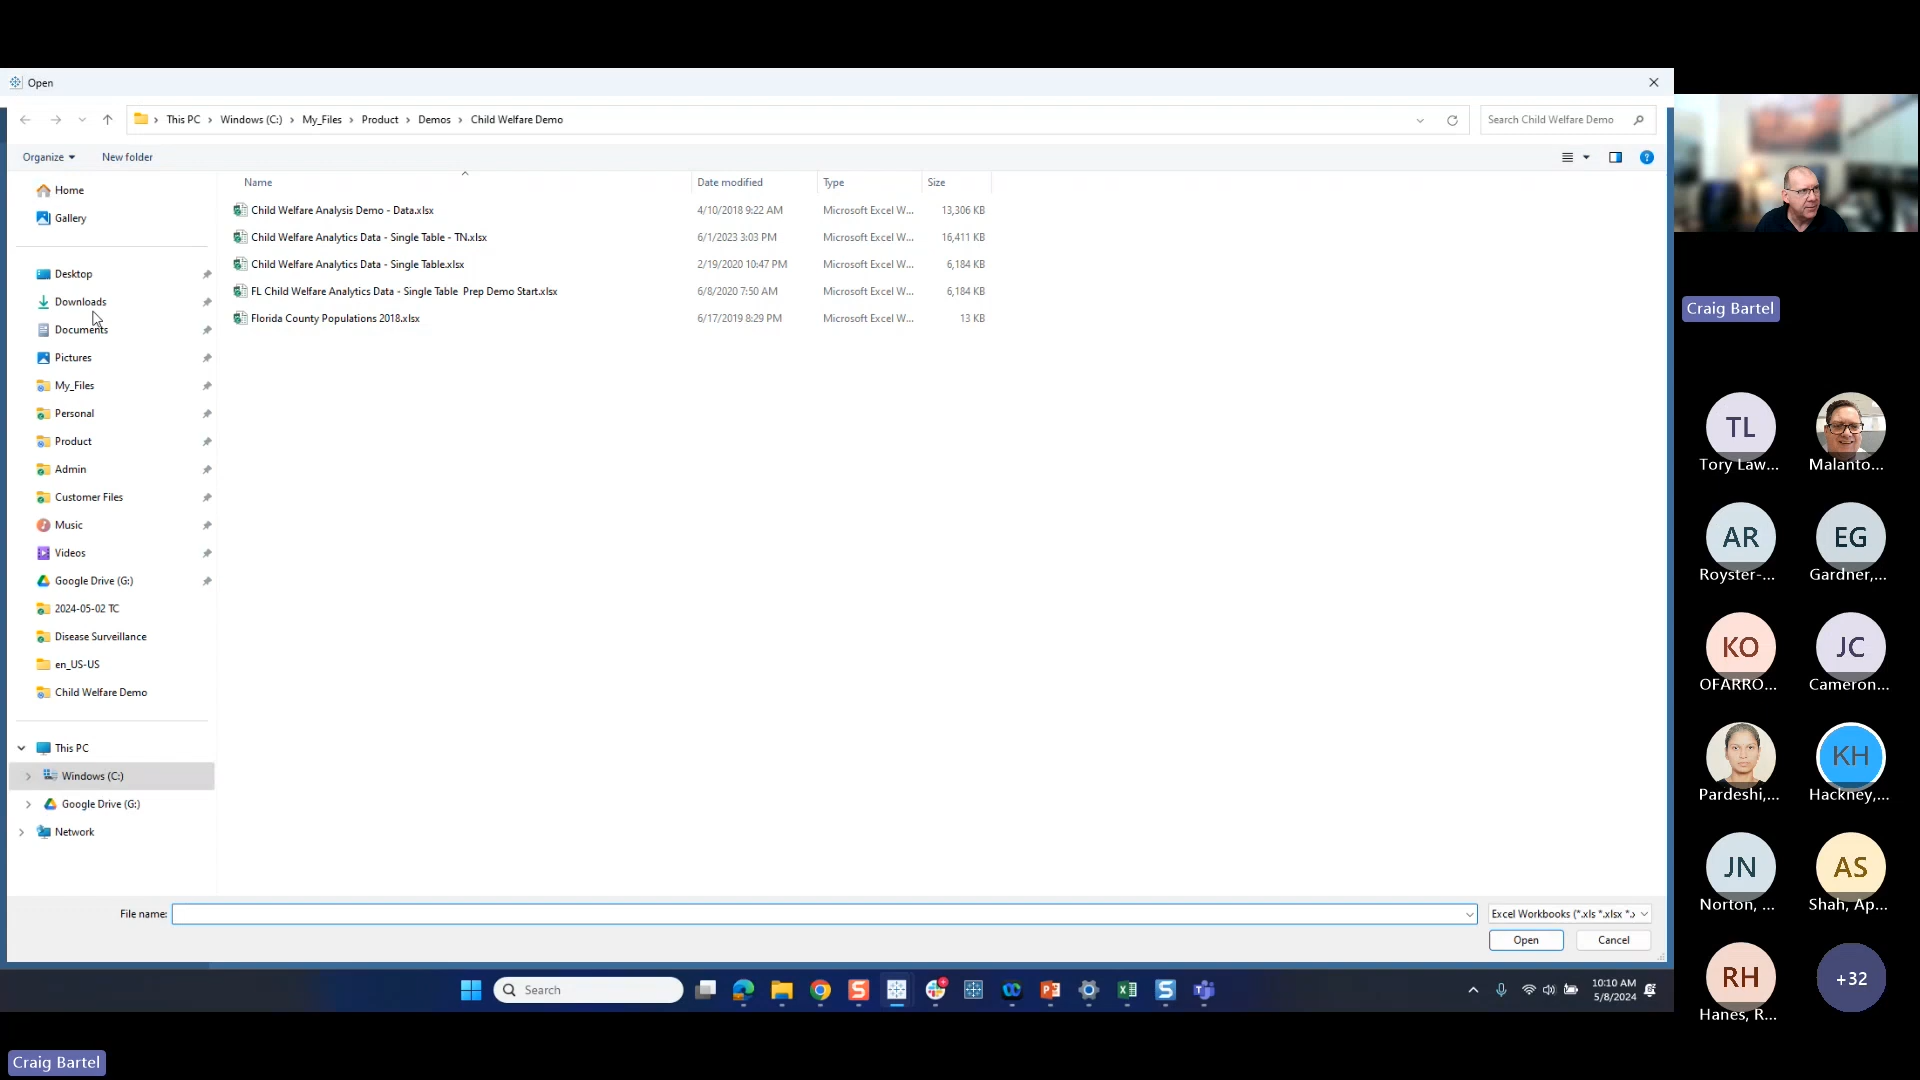 Open
This PC > Windows (C:) > My_Files > Product > Demos > Child Welfare Demo
Search Child Welfare Demo
Organize
New folder
Name
Date modified
Type
Size
Child Welfare Analysis Demo - Data.xlsx 4/10/2018 9:22 AM Microsoft Excel W... 13,306 KB
Child Welfare Analytics Data - Single Table - TN.xlsx 6/1/2023 3:03 PM Microsoft Excel W... 16,411 KB
Child Welfare Analytics Data - Single Table.xlsx 2/19/2020 10:47 PM Microsoft Excel W... 6,184 KB
FL Child Welfare Analytics Data - Single Table Prep Demo Start.xlsx 6/8/2020 7:50 AM Microsoft Excel W... 6,184 KB
Florida County Populations 2018.xlsx 6/17/2019 8:29 PM Microsoft Excel W... 13 KB
Home
Gallery
Desktop
Downloads
Documents
Pictures
My_Files
Personal
Product
Admin
Customer Files
Music
Videos
Google Drive (G:)
2024-05-02 TC
Disease Surveillance
en_US-US
Child Welfare Demo
This PC
Windows (C:)
Google Drive (G:)
Network
File name:
Excel Workbooks (*.xls *.xlsx *.x
Open
Cancel
Search
10:10 AM
5/8/2024
Craig Bartel
Craig Bartel
TL
Tory Law...
Malanto...
AR
Royster-...
EG
Gardner,...
KO
OFARRO...
JC
Cameron...
Pardeshi,...
KH
Hackney,...
JN
Norton, ...
AS
Shah, Ap...
RH
Hanes, R...
+32